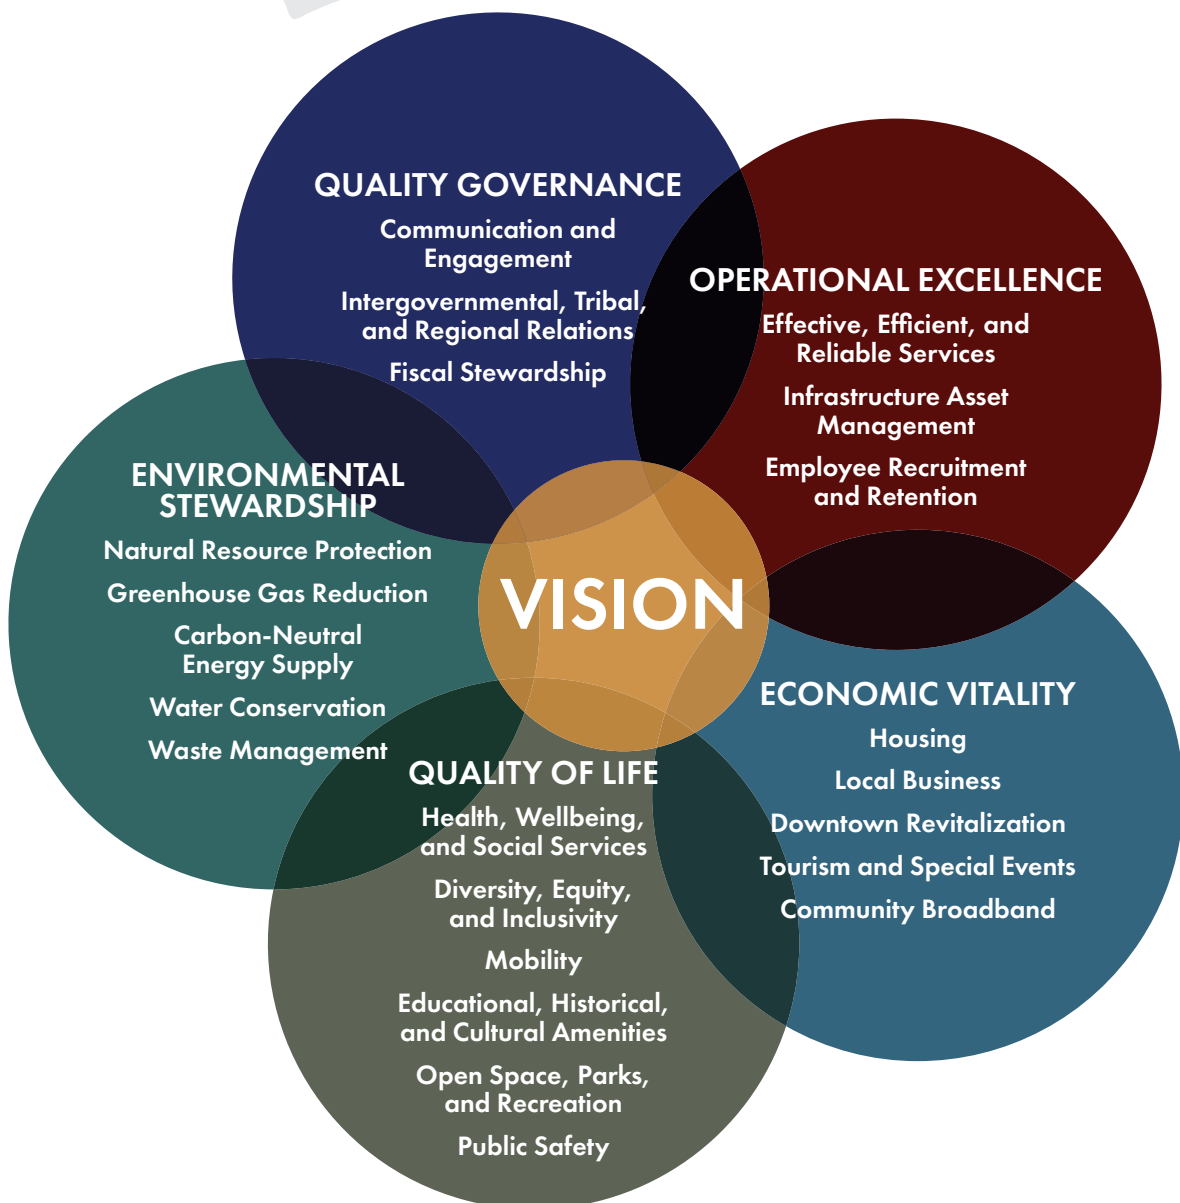 QUALITY GOVERNANCE
Communication and
Engagement
Intergovernmental, Tribal,
and Regional Relations
Fiscal Stewardship
OPERATIONAL EXCELLENCE
Effective, Efficient, and
Reliable Services
Infrastructure Asset
Management
Employee Recruitment
and Retention
ENVIRONMENTAL
STEWARDSHIP
Natural Resource Protection
Greenhouse Gas Reduction
Carbon-Neutral
Energy Supply
Water Conservation
Waste Management
VISION
ECONOMIC VITALITY
Housing
Local Business
Downtown Revitalization
Tourism and Special Events
Community Broadband
QUALITY OF LIFE
Health, Wellbeing,
and Social Services
Diversity, Equity,
and Inclusivity
Mobility
Educational, Historical,
and Cultural Amenities
Open Space, Parks,
and Recreation
Public Safety